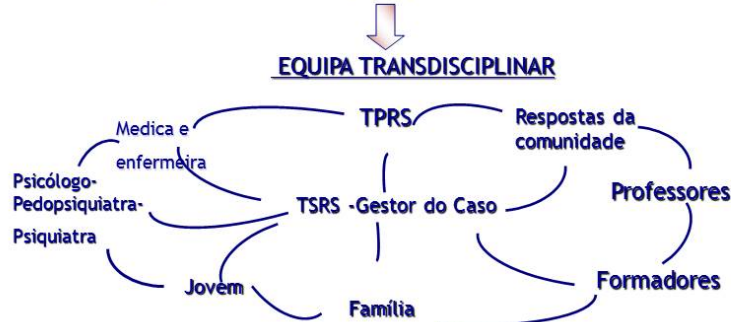 EQUIPA TRANSDISCIPLINAR
TPRS
Respostas da
comunidade
Medica e
enfermeira
Psicólogo-
Pedopsiquiatra-
Psiquiatra
TSRS -Gestor do Caso
Professores
Jovem
Família
Formadores